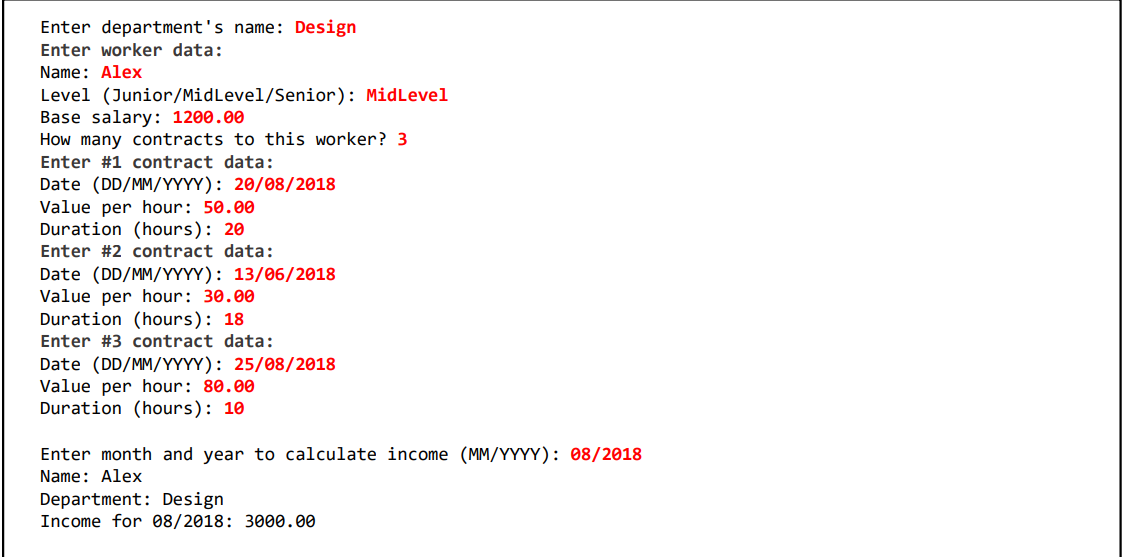 Enter department's name: Design
Enter worker data:
Name: Alex
Level (Junior/MidLevel/Senior): MidLevel
Base salary: 1200.00
How many contracts to this worker? 3
Enter #1 contract data:
Date (DD/MM/YYYY): 20/08/2018
Value per hour: 50.00
Duration (hours): 20
Enter #2 contract data:
Date (DD/MM/YYYY): 13/06/2018
Value per hour: 30.00
Duration (hours): 18
Enter #3 contract data:
Date (DD/MM/YYYY): 25/08/2018
Value per hour: 80.00
Duration (hours): 10
Enter month and year to calculate income (MM/YYYY): 08/2018
Name: Alex
Department: Design
Income for 08/2018: 3000.00